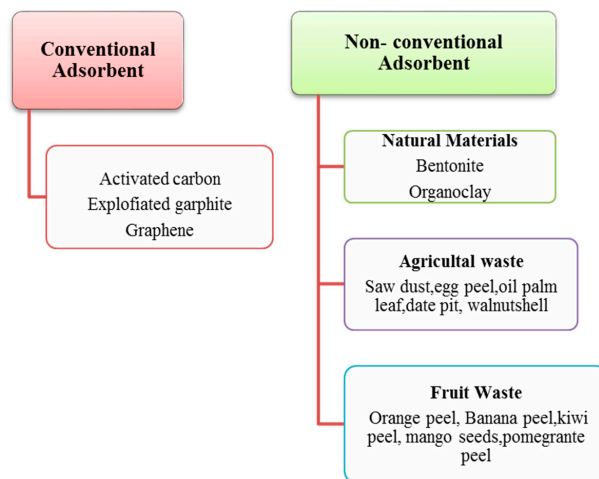 Conventional
Adsorbent
Activated carbon
Explofiated garphite
Graphene
Non- conventional
Adsorbent
Natural Materials
Bentonite
Organoclay
Agricultal waste
Saw dust,egg peel,oil palm
leaf,date pit, walnutshell
Fruit Waste
Orange peel, Banana peel,kiwi
peel, mango seeds,pomegrante
peel